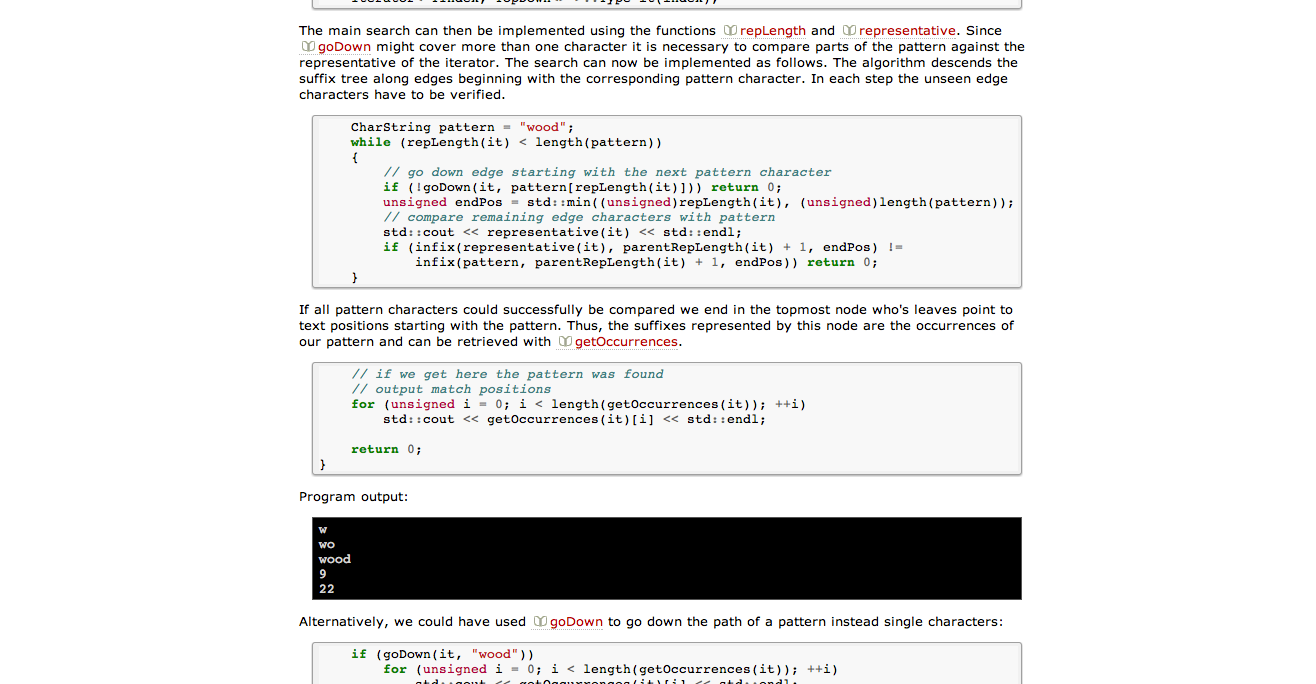 The main search can then be implemented using the functions repLength and representative. Since
goDown might cover more than one character it is necessary to compare parts of the pattern against the
representative of the iterator. The search can now be implemented as follows. The algorithm descends the
suffix tree along edges beginning with the corresponding pattern character. In each step the unseen edge
characters have to be verified.
CharString pattern = "wood";
while (repLength(it) < length(pattern))
{
// go down edge starting with the next pattern character
if (!goDown(it, pattern[repLength(it)])) return 0;
unsigned endPos = std::min((unsigned)repLength(it), (unsigned)length(pattern));
// compare remaining edge characters with pattern
std::cout << representative(it) << std::endl;
if (infix(representative(it), parentRepLength(it) + 1, endPos) !=
infix(pattern, parentRepLength(it) + 1, endPos)) return 0;
}
If all pattern characters could successfully be compared we end in the topmost node who's leaves point to
text positions starting with the pattern. Thus, the suffixes represented by this node are the occurrences of
our pattern and can be retrieved with getOccurrences.
// if we get here the pattern was found
// output match positions
for (unsigned i = 0; i < length(getOccurrences(it)); ++i)
std::cout << getOccurrences(it)[i] << std::endl;
return 0;
}
Program output:
w
wo
wood
9
22
Alternatively, we could have used goDown to go down the path of a pattern instead single characters:
if (goDown(it, "wood"))
for (unsigned i = 0; i < length(getOccurrences(it)); ++i)